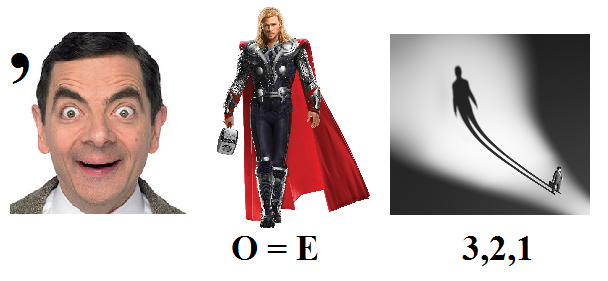 ,
O = E
3,2,1